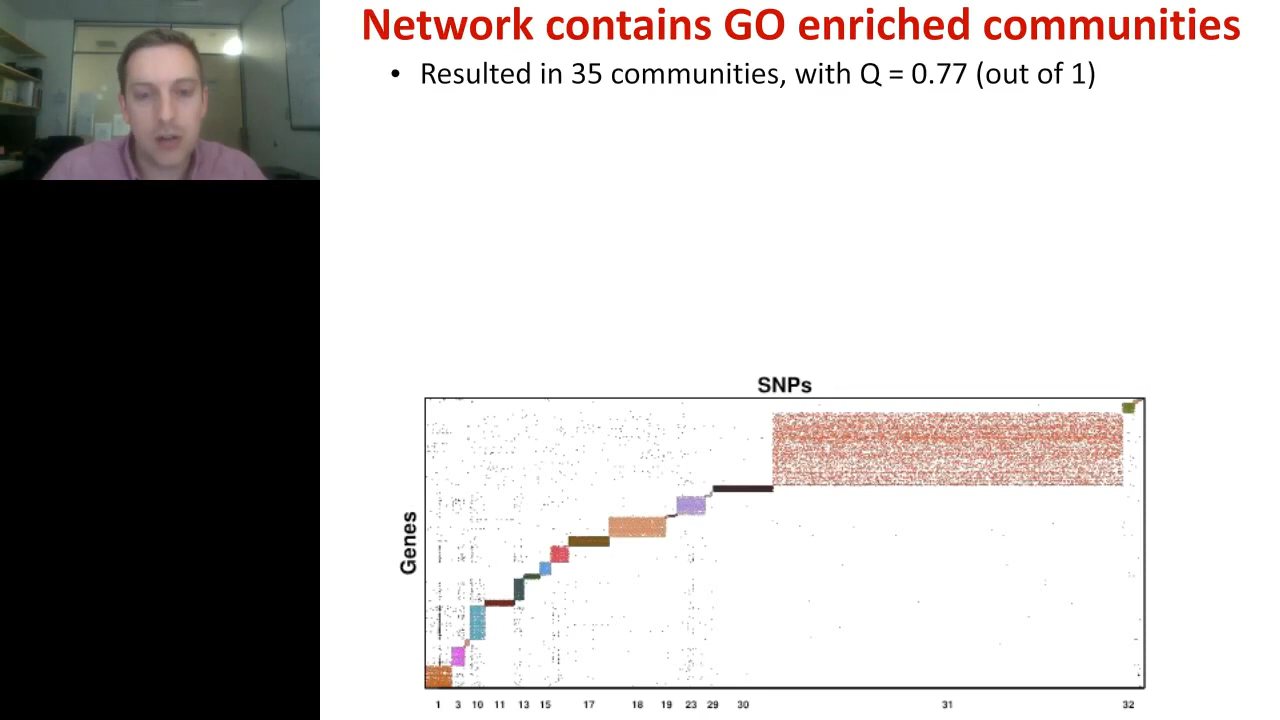 Network contains GO enriched communities
• Resulted in 35 communities, with Q = 0.77 (out of 1)
SNPs
Genes
1 3 10 11 13 15 17 18 19 23 29 30 31 32